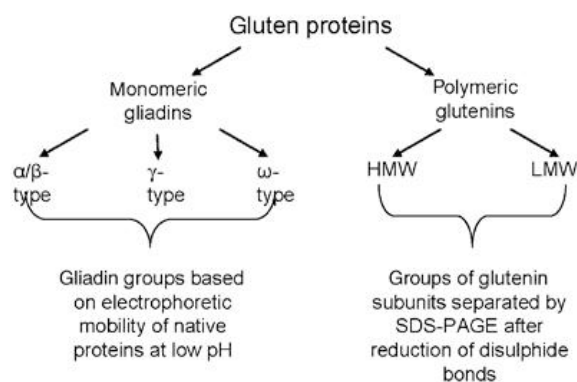 Gluten proteins
Monomeric
gliadins
Polymeric
glutenins
α/β-
type
γ-
type
ω-
type
HMW
LMW
Gliadin groups based
on electrophoretic
mobility of native
proteins at low pH
Groups of glutenin
subunits separated by
SDS-PAGE after
reduction of disulphide
bonds